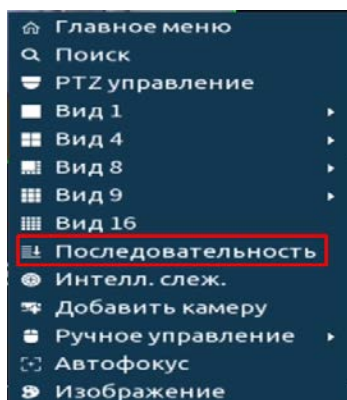 Главное меню
Поиск
PTZ управление
Вид 1
Вид 4
Вид 8
Вид 9
Вид 16
Последовательность
Интелл. слеж.
Добавить камеру
Ручное управление
Автофокус
Изображение